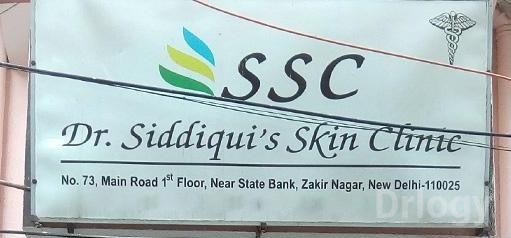 SSC
Dr. Siddiqui's Skin Clinic
No. 73, Main Road 1st Floor, Near State Bank, Zakir Nagar, New Delhi-110025
Drlogy